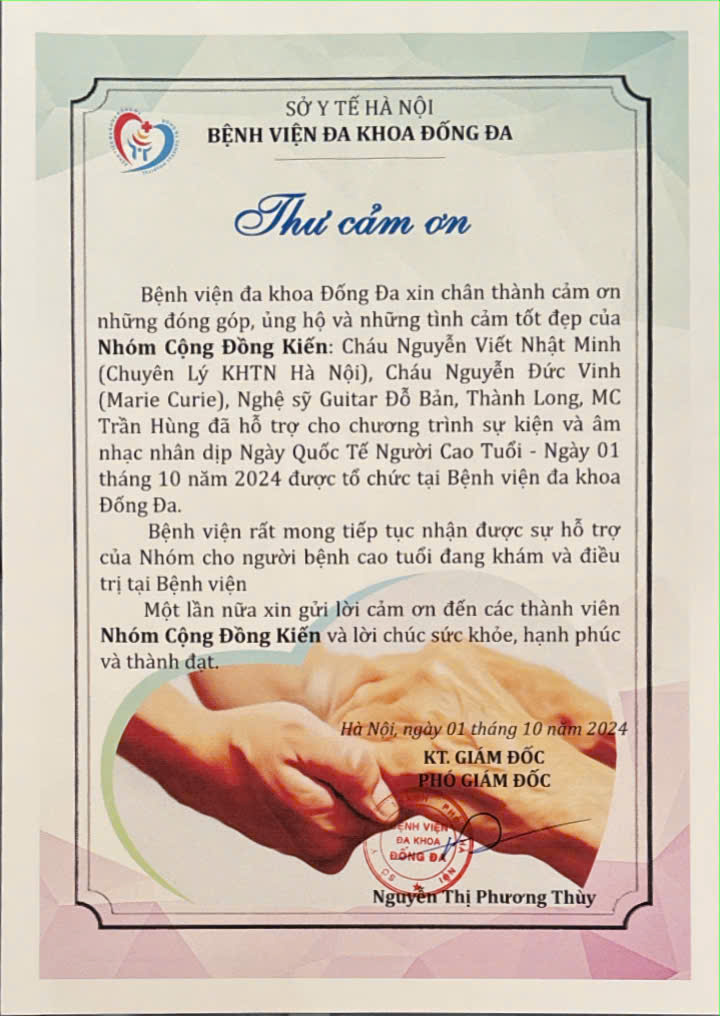 SỞ Y TẾ HÀ NỘI
BỆNH VIỆN ĐA KHOA ĐỐNG ĐA
Thư cảm ơn
Bệnh viện đa khoa Đống Đa xin chân thành cảm ơn
những đóng góp, ủng hộ và những tình cảm tốt đẹp của
Nhóm Cộng Đồng Kiến: Cháu Nguyễn Viết Nhật Minh
(Chuyên Lý KHTN Hà Nội), Cháu Nguyễn Đức Vinh
(Marie Curie), Nghệ sỹ Guitar Đỗ Bản, Thành Long, MC
Trần Hùng đã hỗ trợ cho chương trình sự kiện và âm
nhạc nhân dịp Ngày Quốc Tế Người Cao Tuổi - Ngày 01
tháng 10 năm 2024 được tổ chức tại Bệnh viện đa khoa
Đống Đa.
Bệnh viện rất mong tiếp tục nhận được sự hỗ trợ
của Nhóm cho người bệnh cao tuổi đang khám và điều
trị tại Bệnh viện
Một lần nữa xin gửi lời cảm ơn đến các thành viên
Nhóm Cộng Đồng Kiến và lời chúc sức khỏe, hạnh phúc
và thành đạt.
Hà Nội, ngày 01 tháng 10 năm 2024
KT. GIÁM ĐỐC
PHÓ GIÁM ĐỐC
BỆNH VIỆN
ĐA KHOA
ĐỐNG ĐA
Nguyễn Thị Phương Thùy